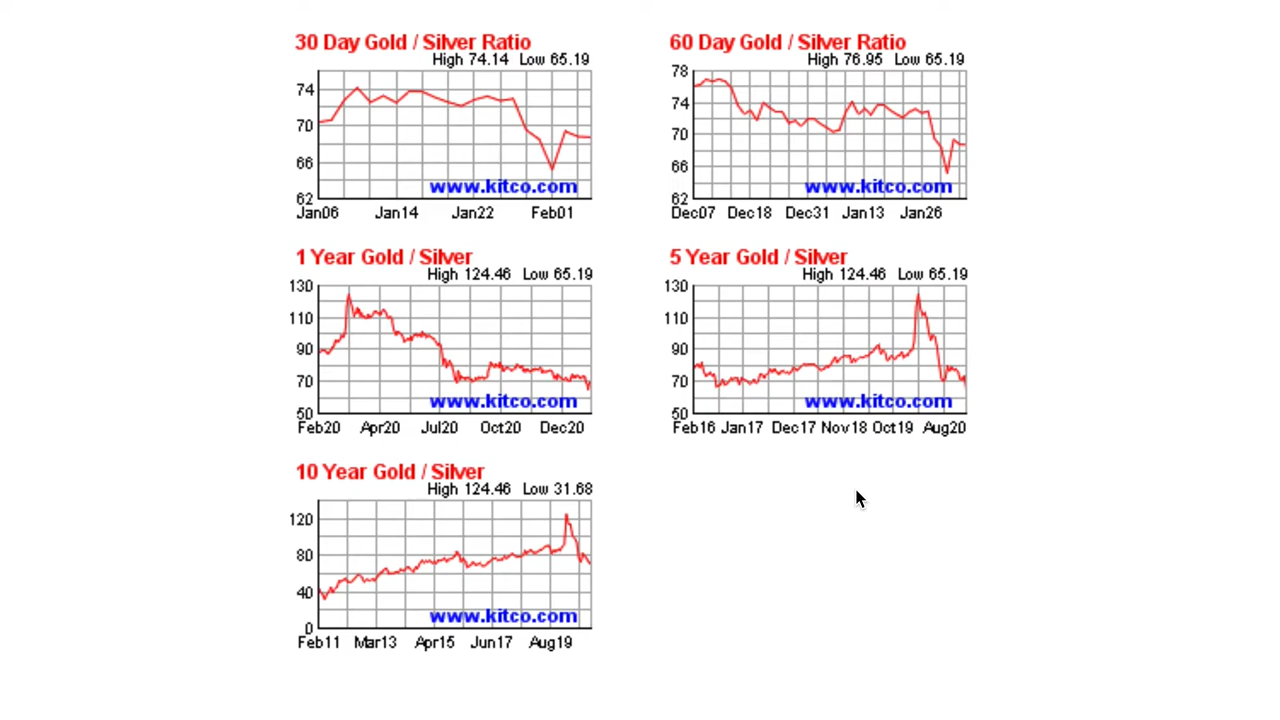 30 Day Gold / Silver Ratio
High 74.14 Low 65.19
74
70
66
62
www.kitco.com
Jan06 Jan14 Jan22 Feb01
60 Day Gold / Silver Ratio
High 76.95 Low 65.19
78
74
70
66
62
www.kitco.com
Dec07 Dec18 Dec31 Jan13 Jan26
1 Year Gold / Silver
High 124.46 Low 65.19
130
110
90
70
50
www.kitco.com
Feb20 Apr20 Jul20 Oct20 Dec20
5 Year Gold / Silver
High 124.46 Low 65.19
130
110
90
70
50
www.kitco.com
Feb16 Jan17 Dec17 Nov18 Oct19 Aug20
10 Year Gold / Silver
High 124.46 Low 31.68
120
80
40
0
www.kitco.com
Feb11 Mar13 Apr15 Jun17 Aug19